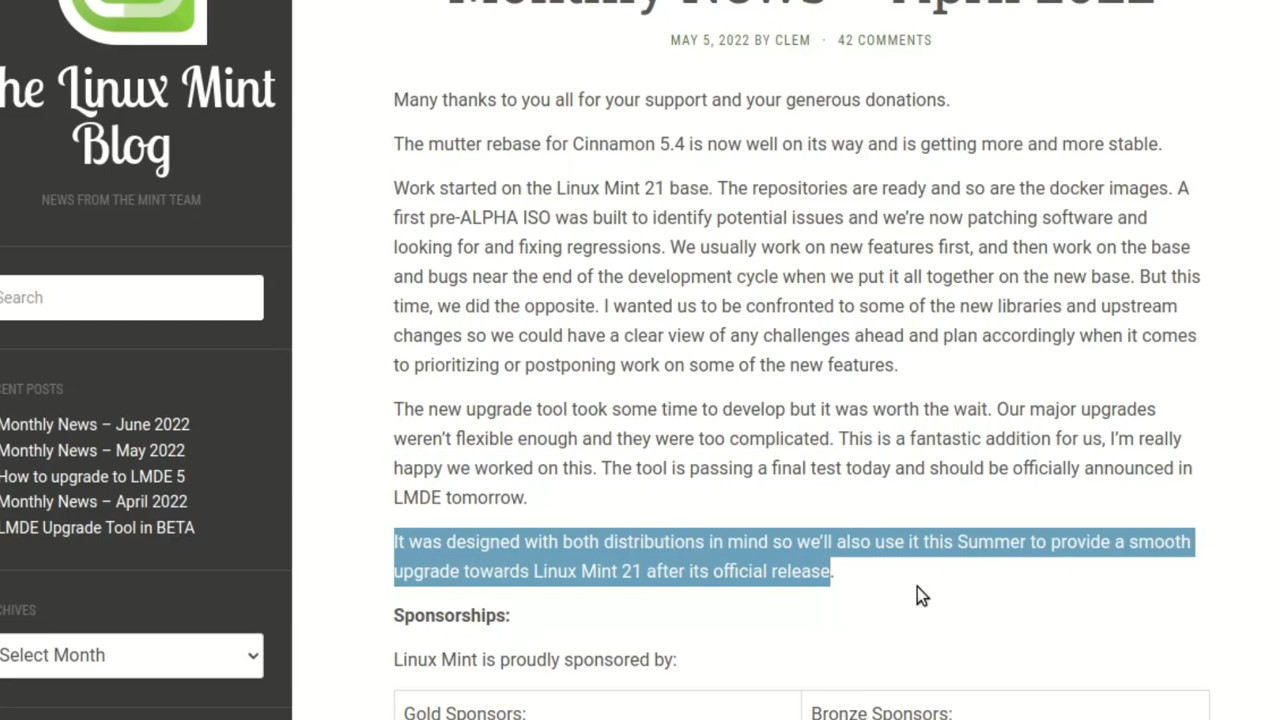 he Linux Mint
Blog
NEWS FROM THE MINT TEAM
Search
CENT POSTS
Monthly News – June 2022
Monthly News – May 2022
How to upgrade to LMDE 5
Monthly News – April 2022
LMDE Upgrade Tool in BETA
CHIVES
Select Month
Monthly News – April 2022
MAY 5, 2022 BY CLEM · 42 COMMENTS
Many thanks to you all for your support and your generous donations.
The mutter rebase for Cinnamon 5.4 is now well on its way and is getting more and more stable.
Work started on the Linux Mint 21 base. The repositories are ready and so are the docker images. A
first pre-ALPHA ISO was built to identify potential issues and we’re now patching software and
looking for and fixing regressions. We usually work on new features first, and then work on the base
and bugs near the end of the development cycle when we put it all together on the new base. But this
time, we did the opposite. I wanted us to be confronted to some of the new libraries and upstream
changes so we could have a clear view of any challenges ahead and plan accordingly when it comes
to prioritizing or postponing work on some of the new features.
The new upgrade tool took some time to develop but it was worth the wait. Our major upgrades
weren’t flexible enough and they were too complicated. This is a fantastic addition for us, I’m really
happy we worked on this. The tool is passing a final test today and should be officially announced in
LMDE tomorrow.
It was designed with both distributions in mind so we’ll also use it this Summer to provide a smooth
upgrade towards Linux Mint 21 after its official release.
Sponsorships:
Linux Mint is proudly sponsored by:
Gold Sponsors:
Bronze Sponsors: